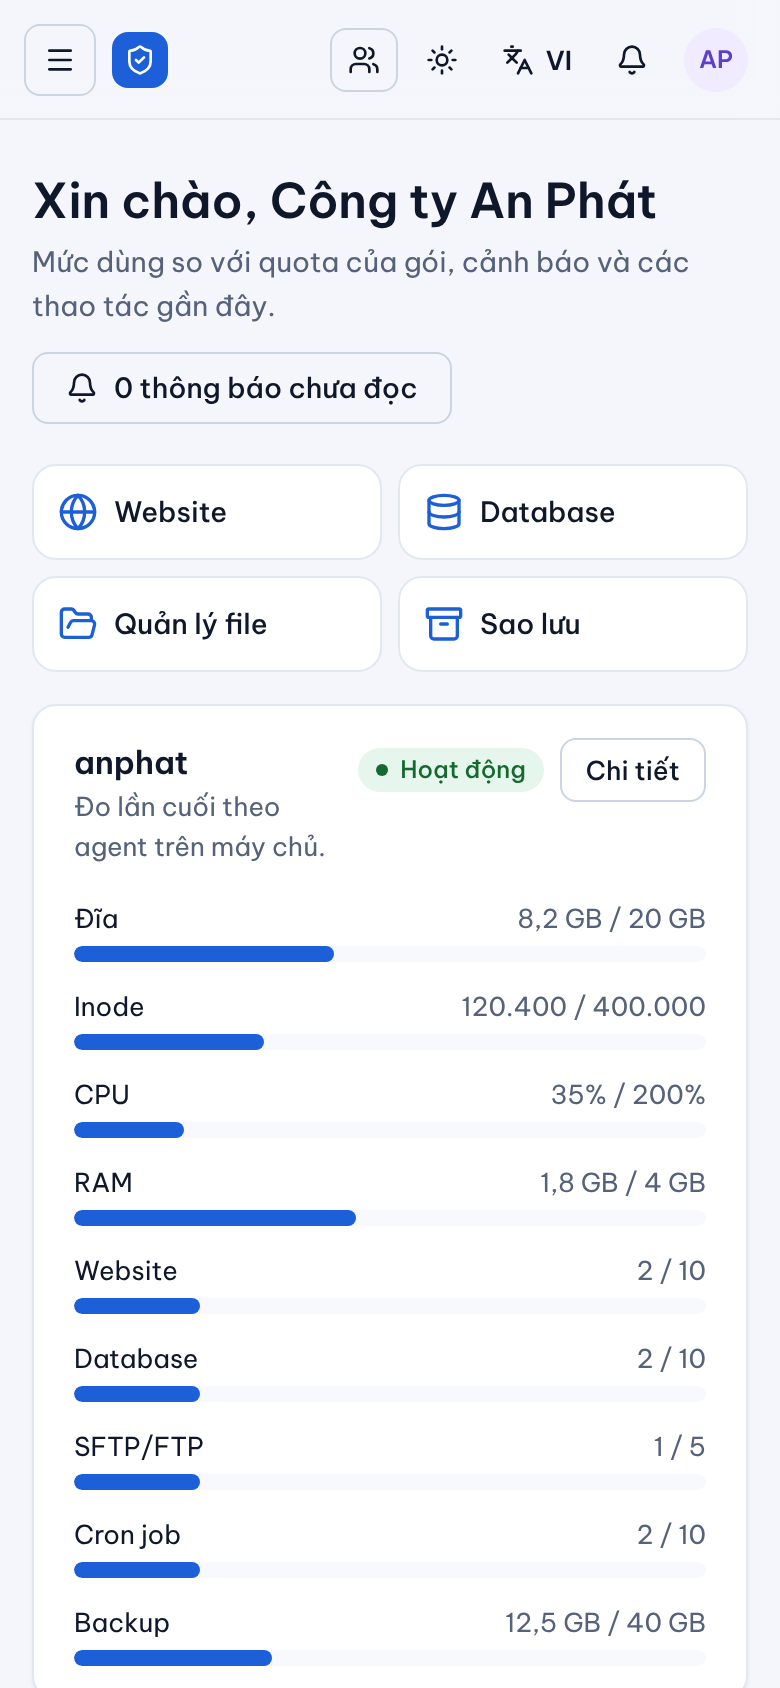 VI
AP
Xin chào, Công ty An Phát
Mức dùng so với quota của gói, cảnh báo và các
thao tác gần đây.
0 thông báo chưa đọc
Website
Database
Quản lý file
Sao lưu
anphat
Hoạt động
Chi tiết
Đo lần cuối theo
agent trên máy chủ.
Đĩa
8,2 GB / 20 GB
Inode
120.400 / 400.000
CPU
35% / 200%
RAM
1,8 GB / 4 GB
Website
2 / 10
Database
2 / 10
SFTP/FTP
1 / 5
Cron job
2 / 10
Backup
12,5 GB / 40 GB